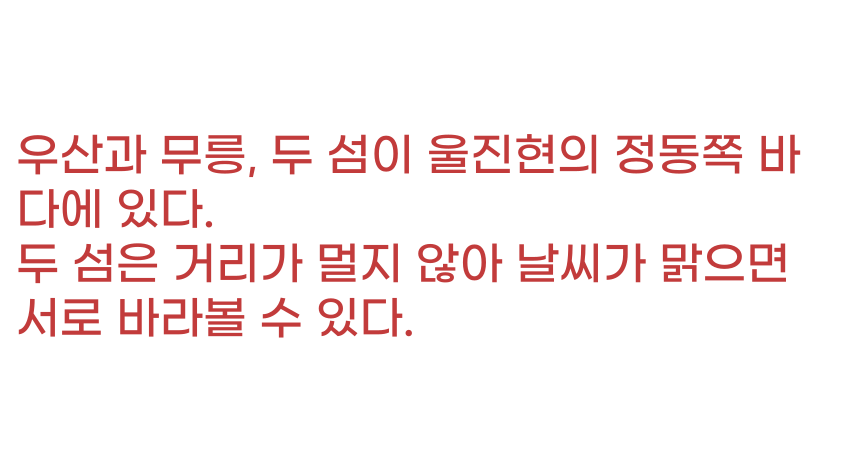 우산과 무릉, 두 섬이 울진현의 정동쪽 바
다에 있다.
두 섬은 거리가 멀지 않아 날씨가 맑으면
서로 바라볼 수 있다.